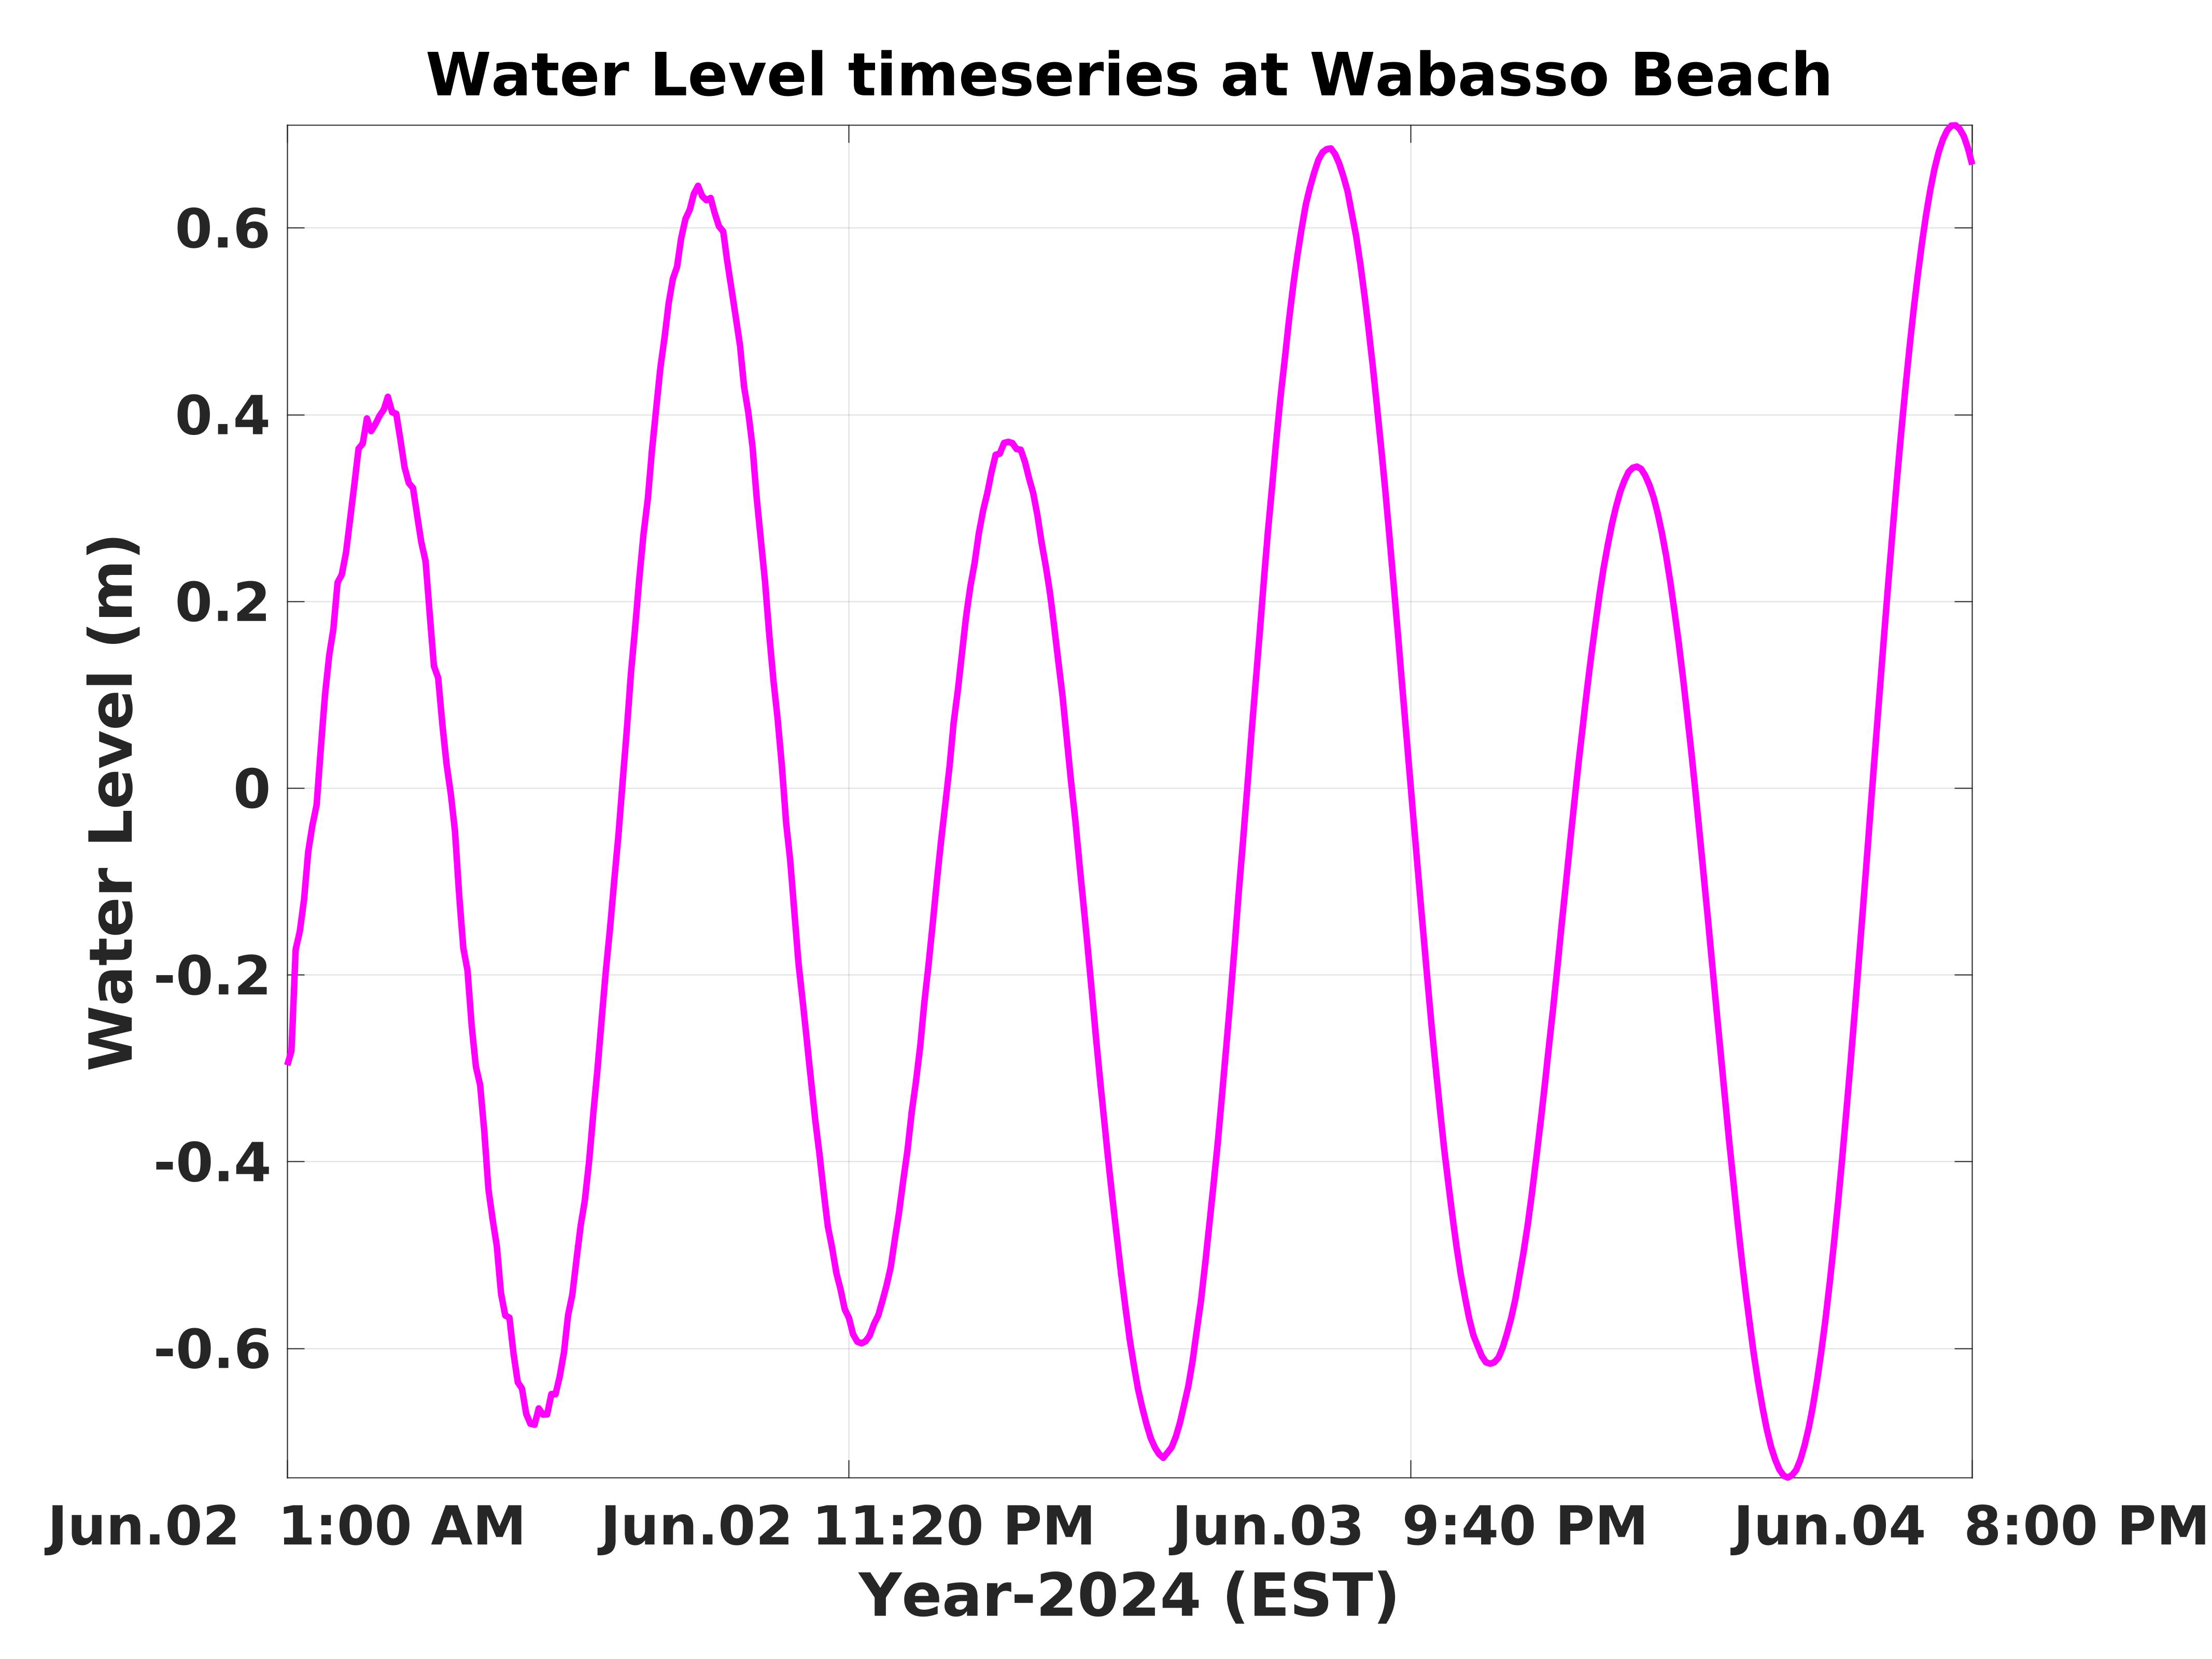 Water Level timeseries at Wabasso Beach
Water Level (m)
0.6
0.4
0.2
0
-0.2
-0.4
-0.6
Jun.02 1:00 AM
Jun.02 11:20 PM
Jun.03 9:40 PM
Jun.04 8:00 PM
Year-2024 (EST)